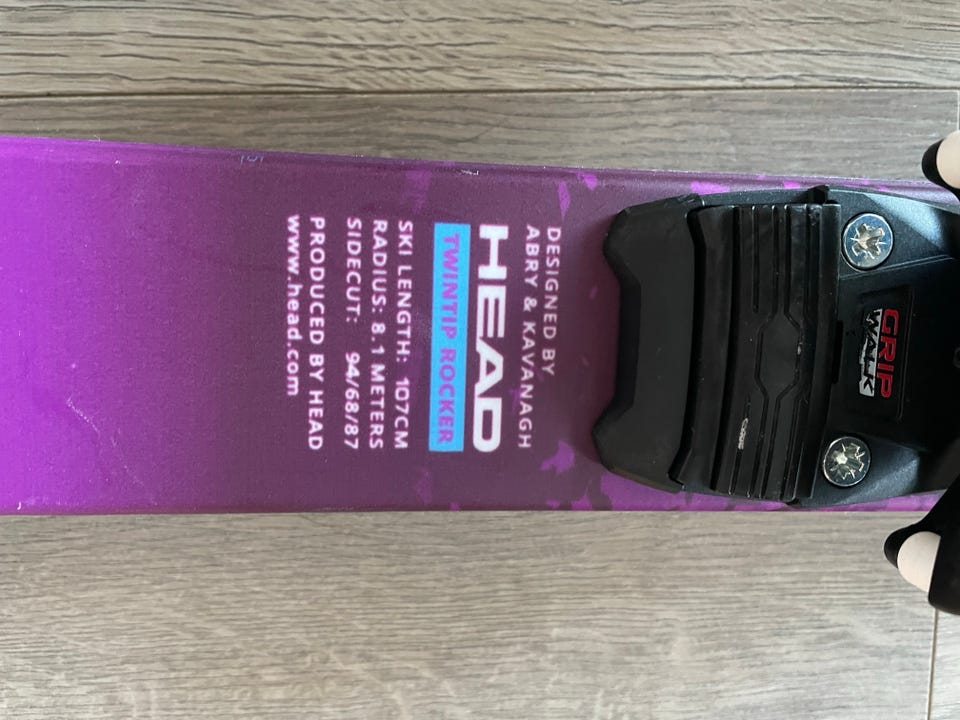 DESIGNED BY
ABRY & KAVANAGH
HEAD
TWINTIP ROCKER
SKI LENGTH: 107CM
RADIUS: 8.1 METERS
SIDECUT: 94/68/87
PRODUCED BY HEAD
www.head.com
GRIP
WALK